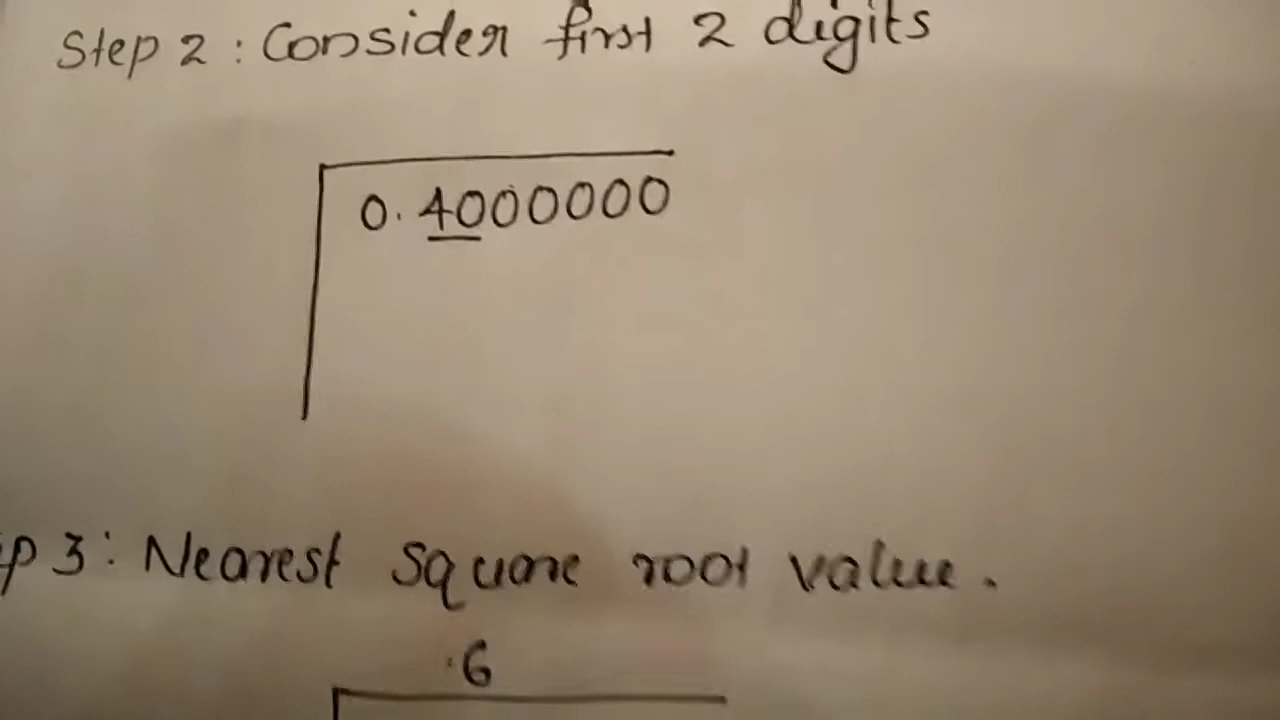 Step 2 : Consider first 2 digits
0.4000000
p 3 : Nearest square root value .
.6